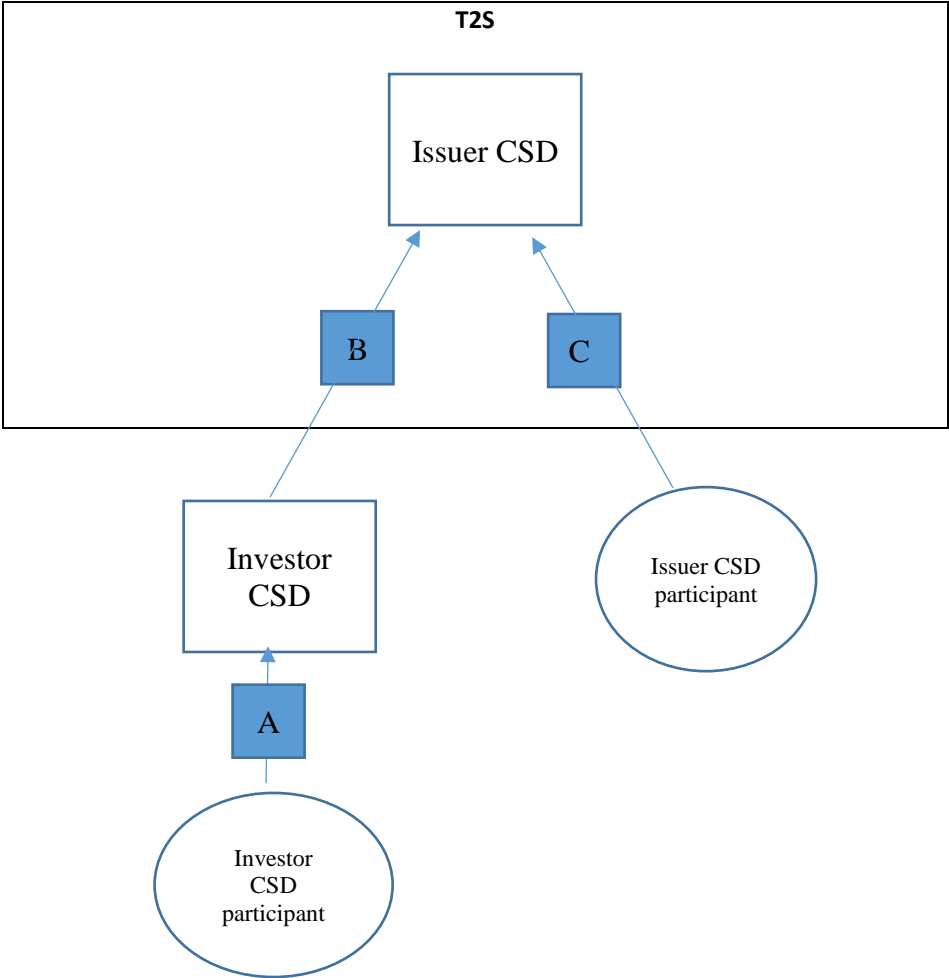 T2S
Issuer CSD
B
C
Investor
CSD
Issuer CSD
participant
A
Investor
CSD
participant